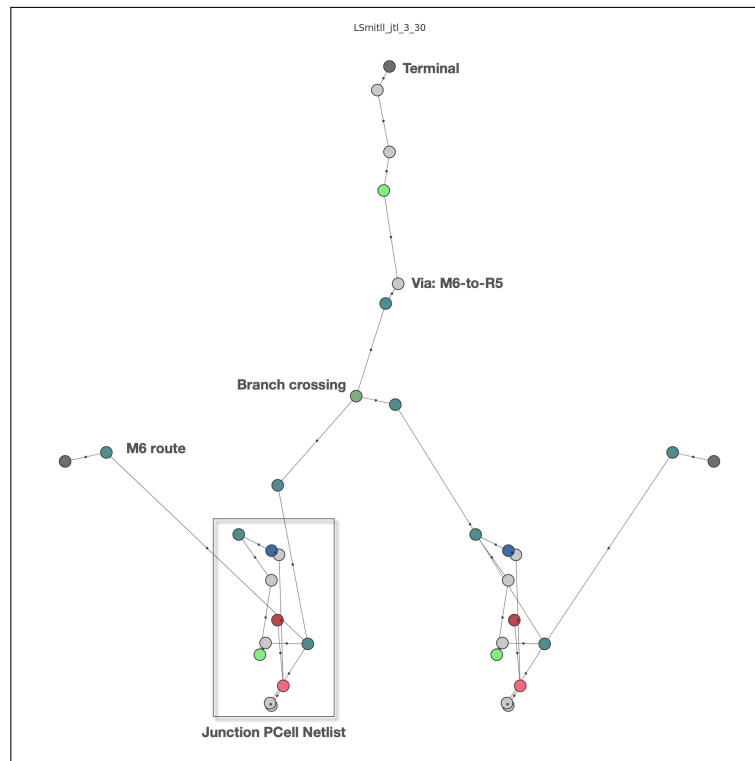 LSmitll_jtl_3_30
Terminal
Via: M6-to-R5
Branch crossing
M6 route
Junction PCell Netlist